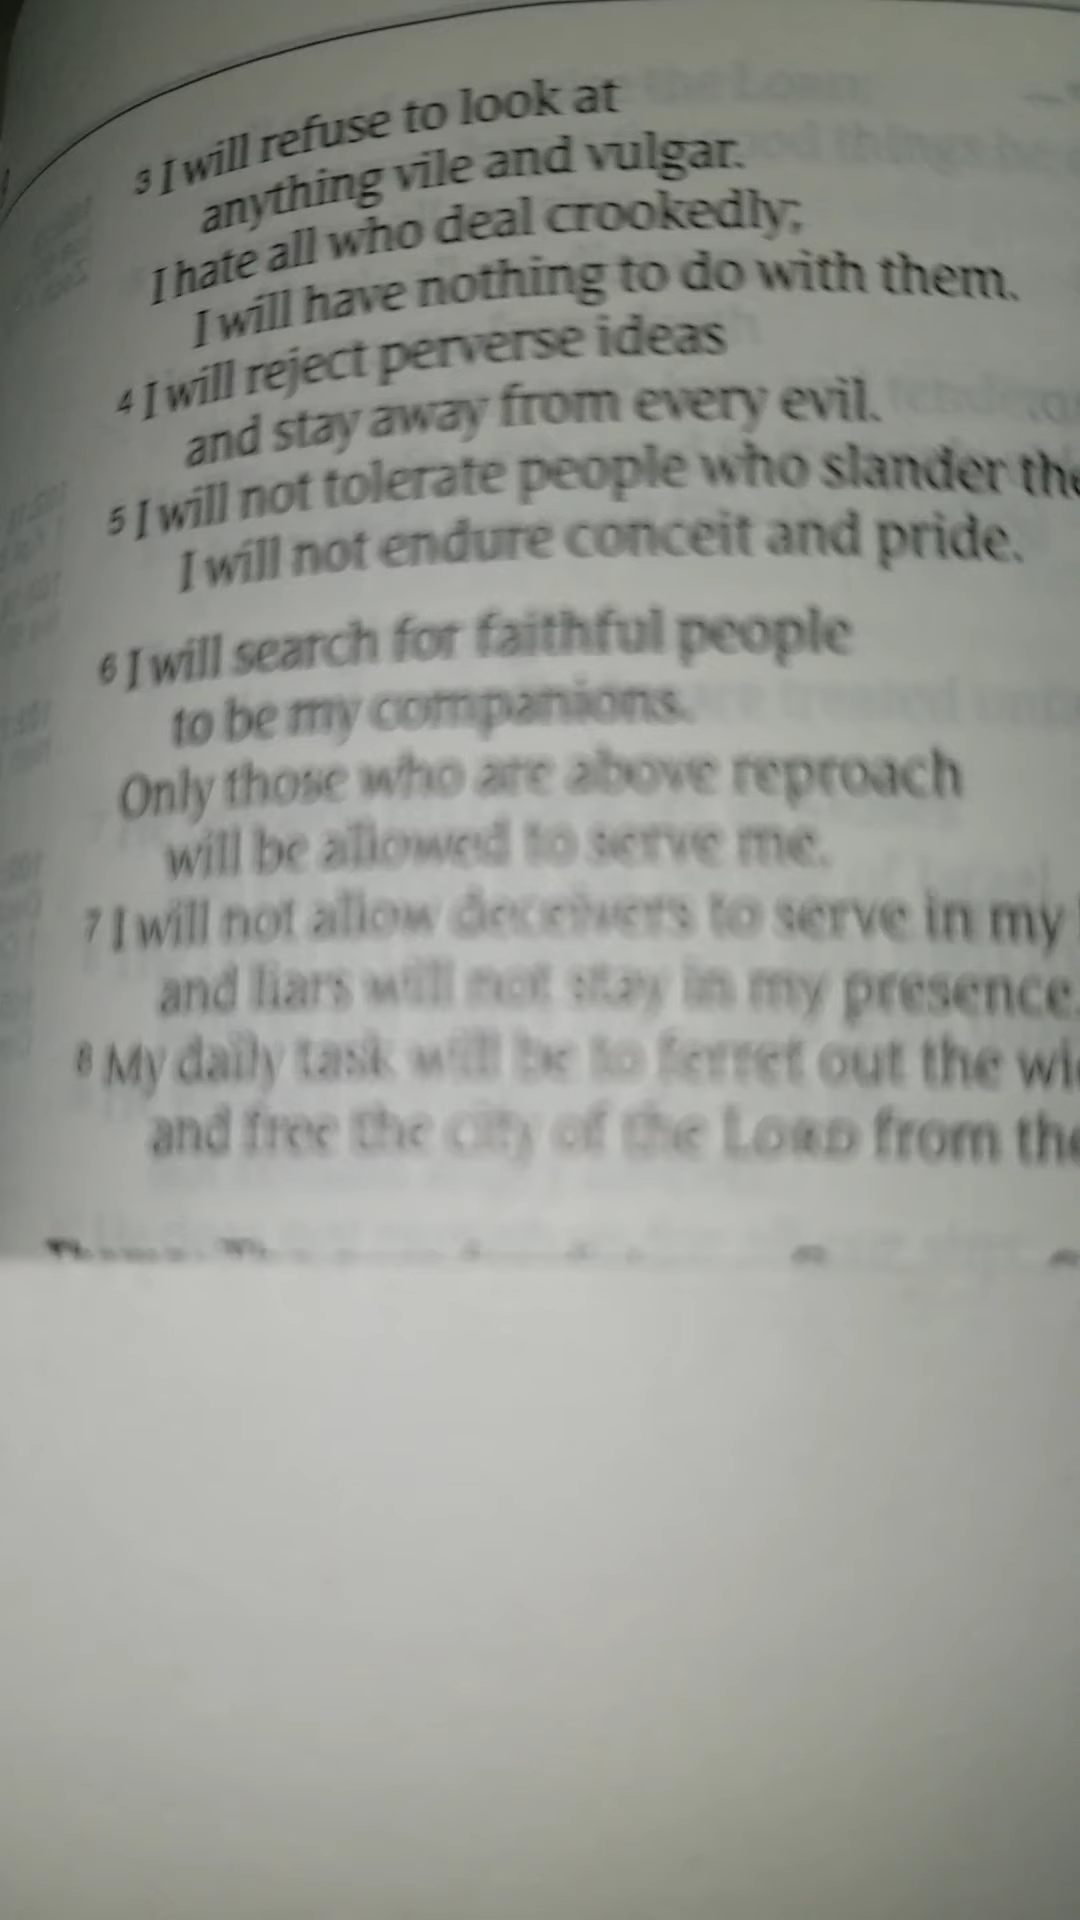 3 I will refuse to look at
anything vile and vulgar.
I hate all who deal crookedly;
I will have nothing to do with them.
4 I will reject perverse ideas
and stay away from every evil.
5 I will not tolerate people who slander the
I will not endure conceit and pride.
6 I will search for faithful people
to be my companions.
Only those who are above reproach
will be allowed to serve me.
7 I will not allow deceivers to serve in my
and liars will not stay in my presence.
8 My daily task will be to ferret out the wi
and free the city of the LORD from the